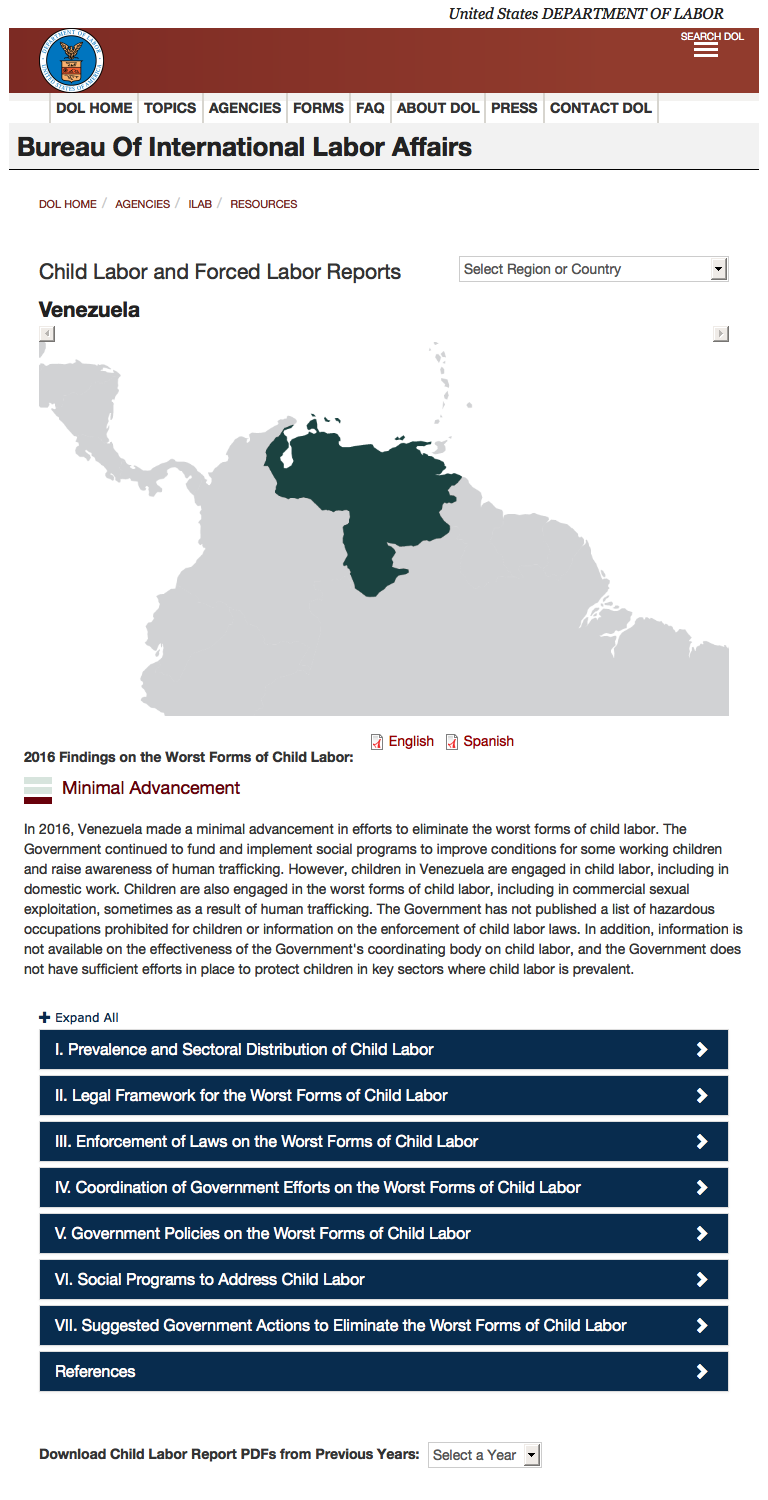 United States DEPARTMENT OF LABOR
SEARCH DOL
DOL HOME TOPICS AGENCIES FORMS FAQ ABOUT DOL PRESS CONTACT DOL
Bureau Of International Labor Affairs
DOL HOME / AGENCIES / ILAB / RESOURCES
Child Labor and Forced Labor Reports
Select Region or Country
Venezuela
English Spanish
2016 Findings on the Worst Forms of Child Labor:
Minimal Advancement
In 2016, Venezuela made a minimal advancement in efforts to eliminate the worst forms of child labor. The
Government continued to fund and implement social programs to improve conditions for some working children
and raise awareness of human trafficking. However, children in Venezuela are engaged in child labor, including in
domestic work. Children are also engaged in the worst forms of child labor, including in commercial sexual
exploitation, sometimes as a result of human trafficking. The Government has not published a list of hazardous
occupations prohibited for children or information on the enforcement of child labor laws. In addition, information is
not available on the effectiveness of the Government's coordinating body on child labor, and the Government does
not have sufficient efforts in place to protect children in key sectors where child labor is prevalent.
Expand All
I. Prevalence and Sectoral Distribution of Child Labor
II. Legal Framework for the Worst Forms of Child Labor
III. Enforcement of Laws on the Worst Forms of Child Labor
IV. Coordination of Government Efforts on the Worst Forms of Child Labor
V. Government Policies on the Worst Forms of Child Labor
VI. Social Programs to Address Child Labor
VII. Suggested Government Actions to Eliminate the Worst Forms of Child Labor
References
Download Child Labor Report PDFs from Previous Years: Select a Year